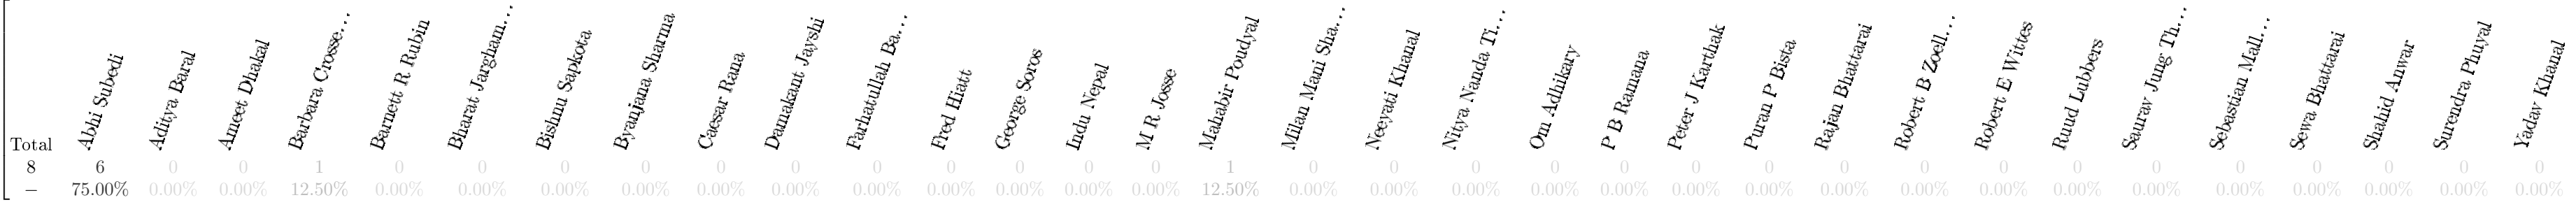 Total Abhi Subedi Aditya Baral Ameet Dhakal Barbara Crosse… Barnett R Rubin Bharat Jargham… Bishnu Sapkota Byanjana Sharma Caesar Rana Damakant Jayshi Farhatullah Ba… Fred Hiatt George Soros Indu Nepal M R Josse Mahabir Poudyal Milan Mani Sha… Neeyati Khanal Nitya Nanda Ti… Om Adhikary P B Ramana Peter J Karthak Puran P Bista Rajan Bhattarai Robert B Zoell… Robert E Wittes Ruud Lubbers Saurav Jung Th… Sebastian Mall… Sewa Bhattarai Shahid Anwar Surendra Phuyal Yadav Khanal
8 6 0 0 1 0 0 0 0 0 0 0 0 0 0 0 1 0 0 0 0 0 0 0 0 0 0 0 0 0 0 0 0 0
– 75.00% 0.00% 0.00% 12.50% 0.00% 0.00% 0.00% 0.00% 0.00% 0.00% 0.00% 0.00% 0.00% 0.00% 0.00% 12.50% 0.00% 0.00% 0.00% 0.00% 0.00% 0.00% 0.00% 0.00% 0.00% 0.00% 0.00% 0.00% 0.00% 0.00% 0.00% 0.00% 0.00%